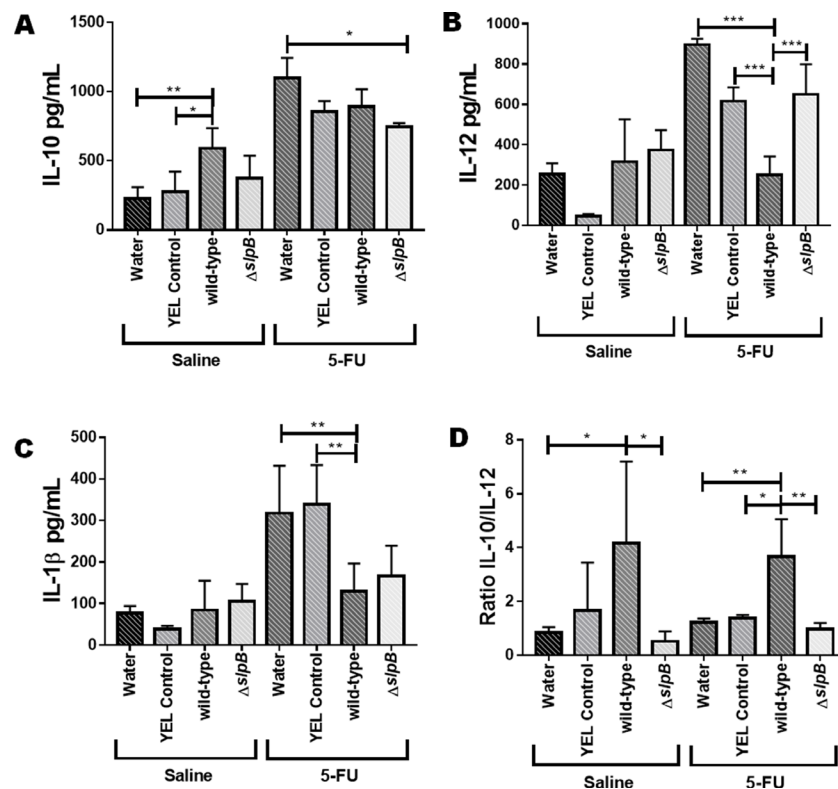 A
IL-10 pg/mL
1500
1000
500
0
**
*
*
Water
YEL Control
wild-type
ΔslpB
Water
YEL Control
wild-type
ΔslpB
Saline
5-FU
B
IL-12 pg/mL
1000
800
600
400
200
0
***
***
***
Water
YEL Control
wild-type
ΔslpB
Water
YEL Control
wild-type
ΔslpB
Saline
5-FU
C
IL-1β pg/mL
500
400
300
200
100
0
**
**
Water
YEL Control
wild-type
ΔslpB
Water
YEL Control
wild-type
ΔslpB
Saline
5-FU
D
Ratio IL-10/IL-12
8
6
4
2
0
*
*
**
*
**
Water
YEL Control
wild-type
ΔslpB
Water
YEL Control
wild-type
ΔslpB
Saline
5-FU